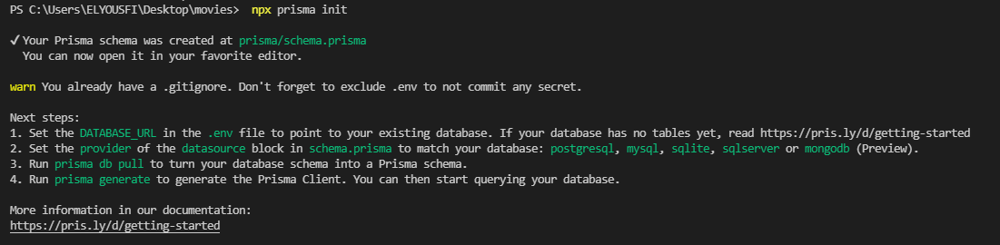 PS C:\Users\ELYOUSFI\Desktop\movies> npx prisma init
✔ Your Prisma schema was created at prisma/schema.prisma
You can now open it in your favorite editor.
warn You already have a .gitignore. Don't forget to exclude .env to not commit any secret.
Next steps:
1. Set the DATABASE_URL in the .env file to point to your existing database. If your database has no tables yet, read https://pris.ly/d/getting-started
2. Set the provider of the datasource block in schema.prisma to match your database: postgresql, mysql, sqlite, sqlserver or mongodb (Preview).
3. Run prisma db pull to turn your database schema into a Prisma schema.
4. Run prisma generate to generate the Prisma Client. You can then start querying your database.
More information in our documentation:
https://pris.ly/d/getting-started